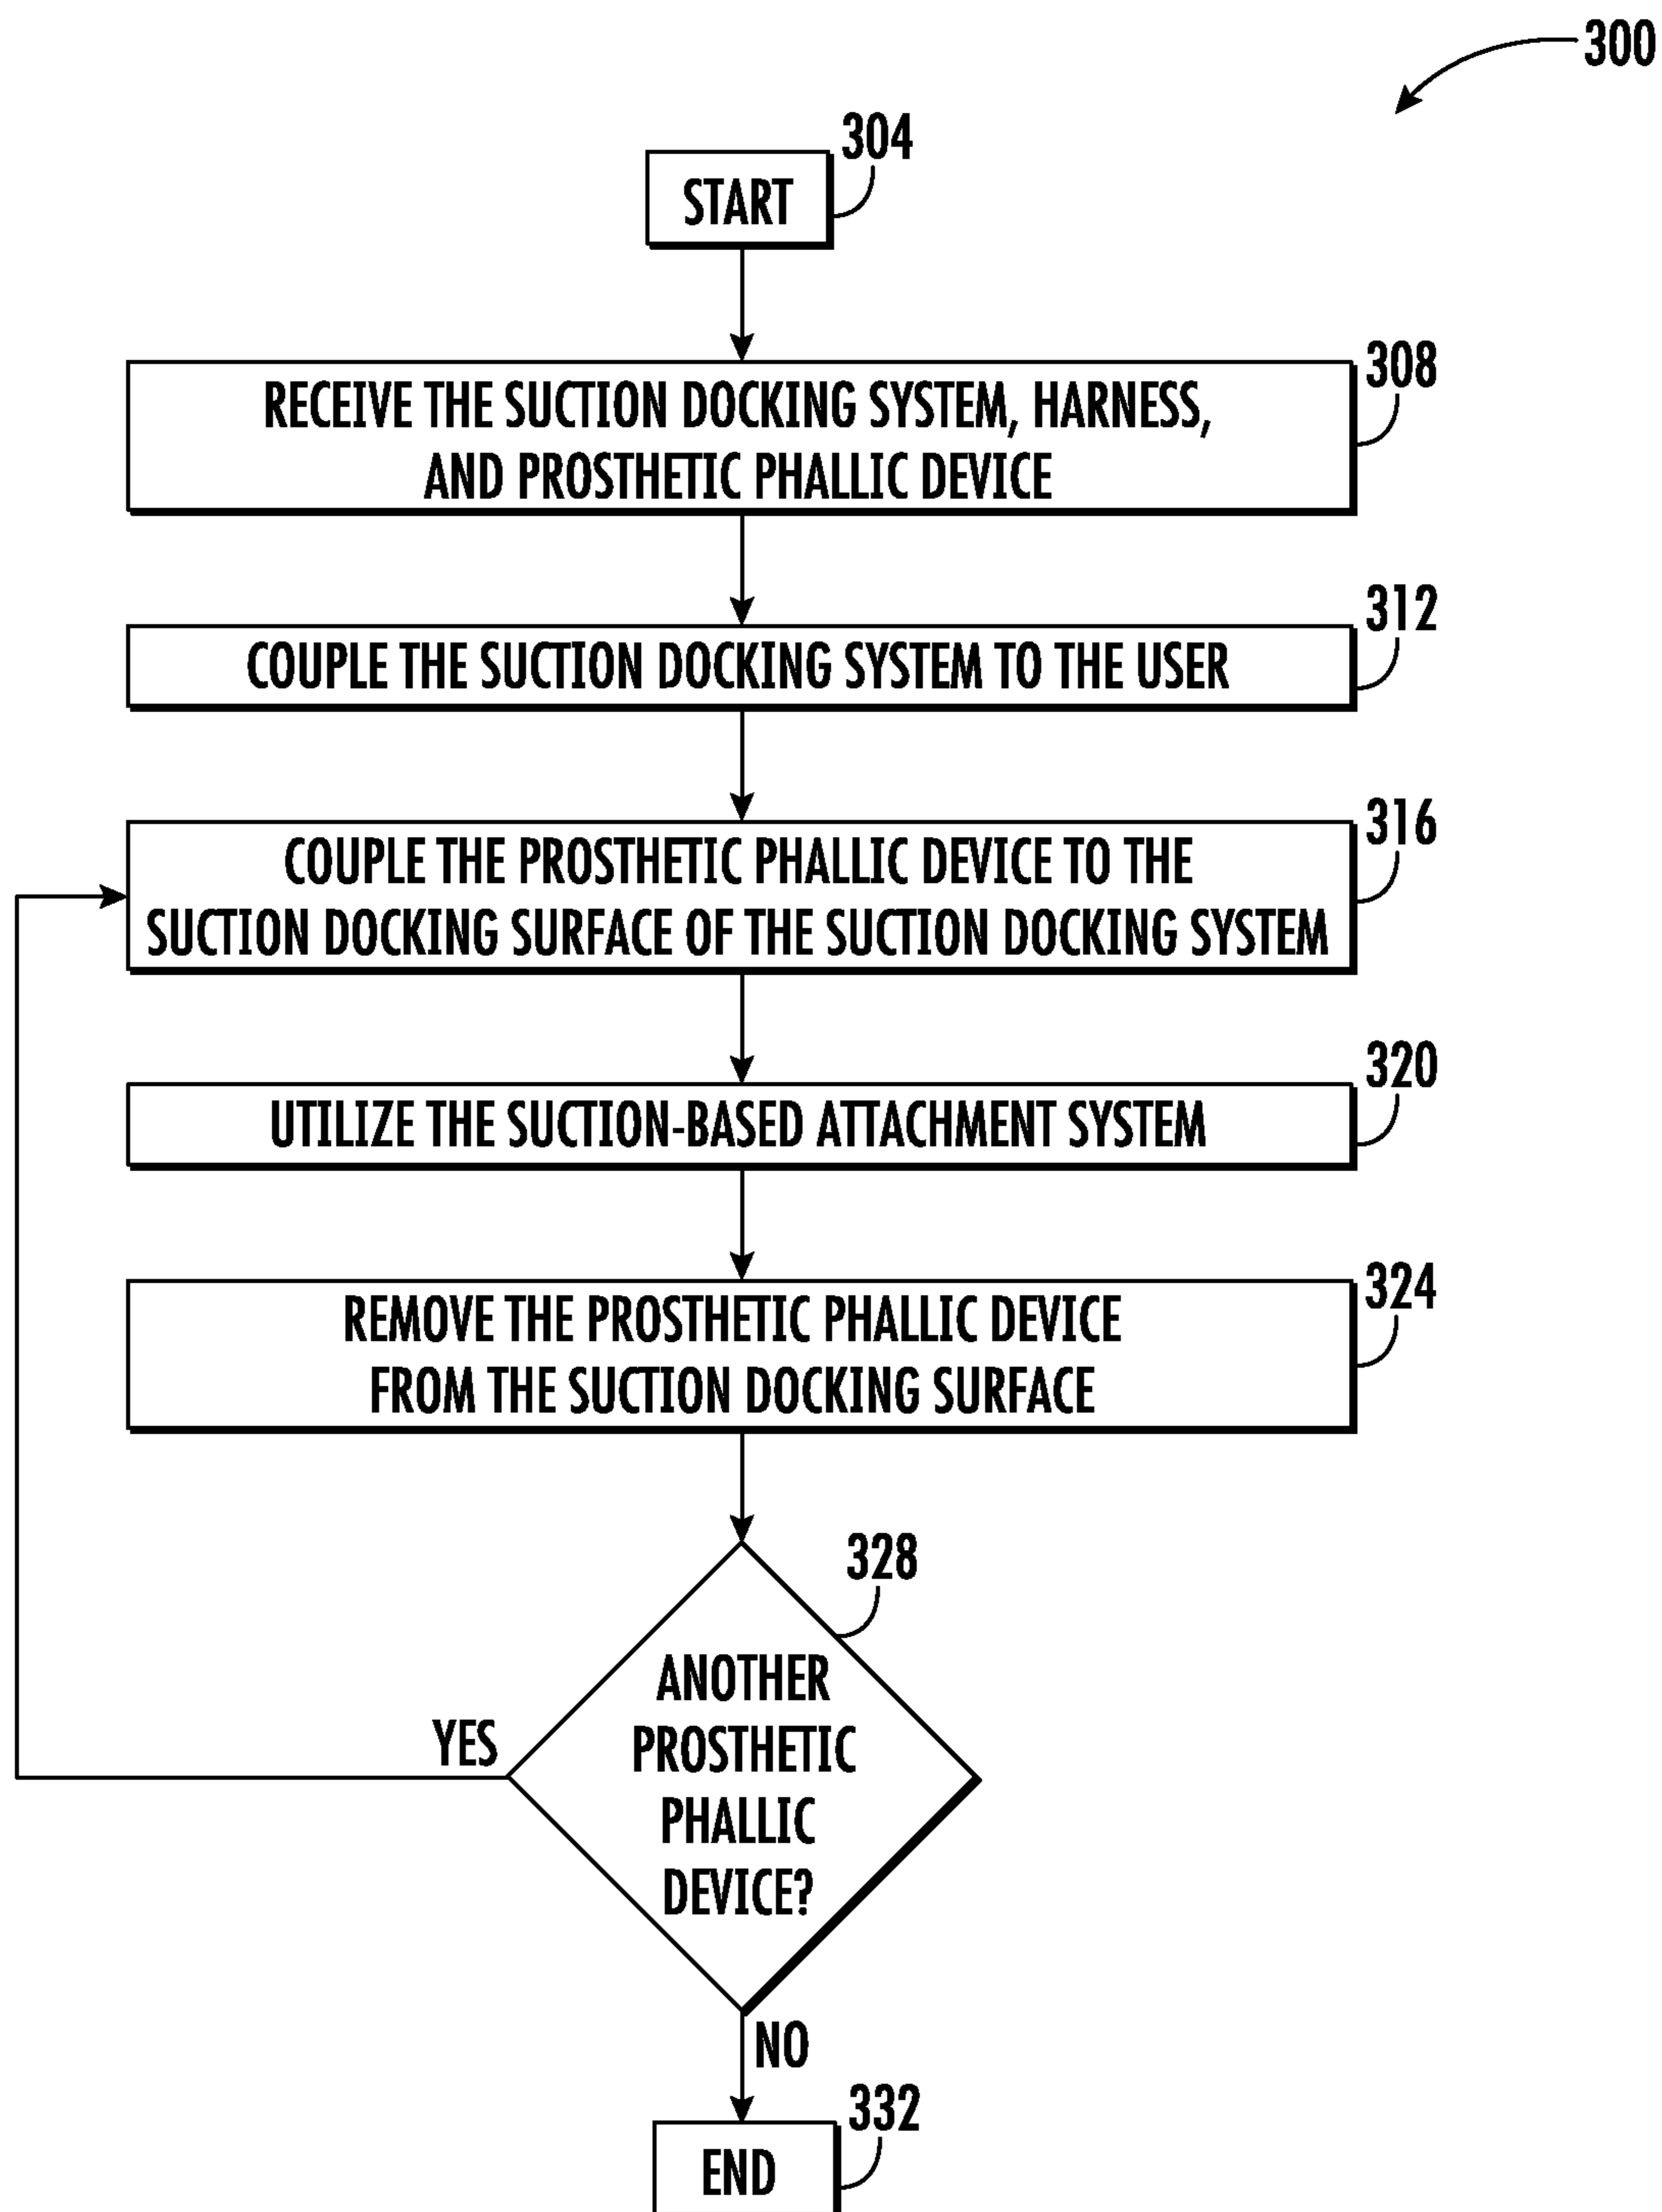 300
304
START
308
RECEIVE THE SUCTION DOCKING SYSTEM, HARNESS,
AND PROSTHETIC PHALLIC DEVICE
312
COUPLE THE SUCTION DOCKING SYSTEM TO THE USER
316
COUPLE THE PROSTHETIC PHALLIC DEVICE TO THE
SUCTION DOCKING SURFACE OF THE SUCTION DOCKING SYSTEM
320
UTILIZE THE SUCTION-BASED ATTACHMENT SYSTEM
324
REMOVE THE PROSTHETIC PHALLIC DEVICE
FROM THE SUCTION DOCKING SURFACE
328
ANOTHER
PROSTHETIC
PHALLIC
DEVICE?
YES
NO
332
END